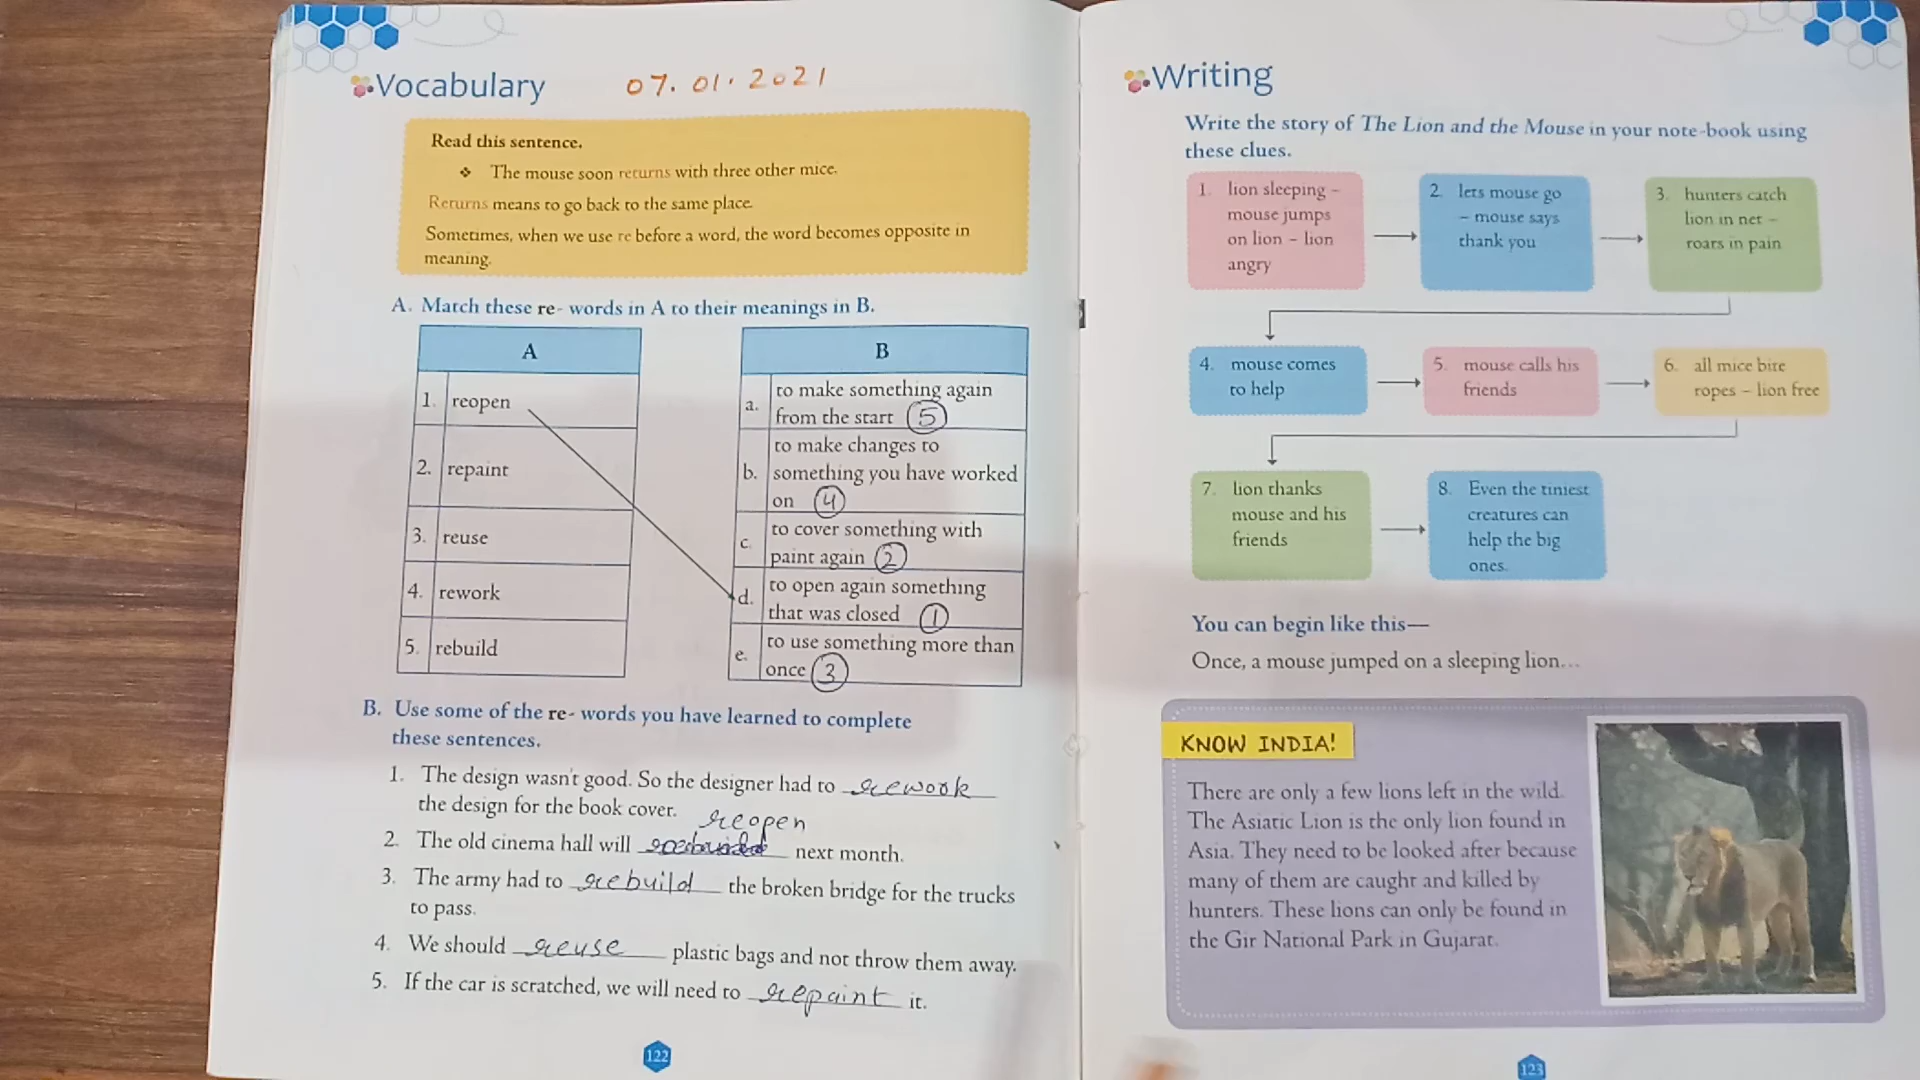 Vocabulary 07.01.2021
Read this sentence.
❖ The mouse soon returns with three other mice.
Returns means to go back to the same place.
Sometimes, when we use re before a word, the word becomes opposite in
meaning.
A. Match these re- words in A to their meanings in B.
A
1. reopen
2. repaint
3. reuse
4. rework
5. rebuild
B
a. to make something again
from the start 5
b. to make changes to
something you have worked
on 4
c. to cover something with
paint again 2
d. to open again something
that was closed 1
e. to use something more than
once 3
B. Use some of the re- words you have learned to complete
these sentences.
1. The design wasn't good. So the designer had to rework
the design for the book cover.
reopen
2. The old cinema hall will next month.
3. The army had to rebuild the broken bridge for the trucks
to pass.
4. We should reuse plastic bags and not throw them away.
5. If the car is scratched, we will need to repaint it.
122
Writing
Write the story of The Lion and the Mouse in your note-book using
these clues.
1. lion sleeping –
mouse jumps
on lion – lion
angry
2. lets mouse go
– mouse says
thank you
3. hunters catch
lion in net –
roars in pain
4. mouse comes
to help
5. mouse calls his
friends
6. all mice bite
ropes – lion free
7. lion thanks
mouse and his
friends
8. Even the tiniest
creatures can
help the big
ones.
You can begin like this—
Once, a mouse jumped on a sleeping lion...
KNOW INDIA!
There are only a few lions left in the wild.
The Asiatic Lion is the only lion found in
Asia. They need to be looked after because
many of them are caught and killed by
hunters. These lions can only be found in
the Gir National Park in Gujarat.
123